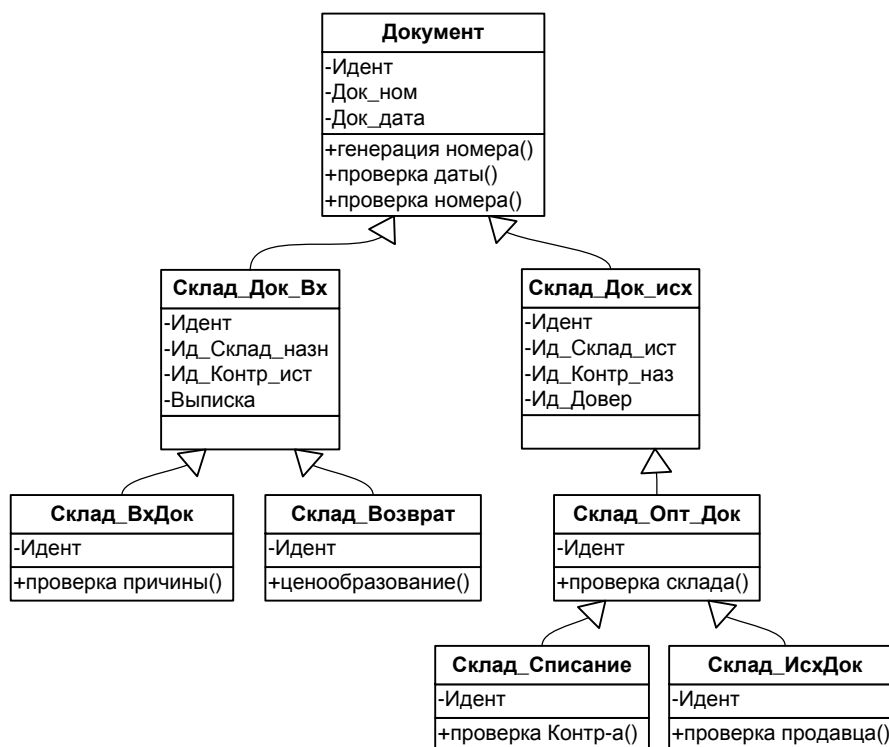 Документ
-Идент
-Док_ном
-Док_дата
+генерация номера()
+проверка даты()
+проверка номера()
Склад_Док_Вх
-Идент
-Ид_Склад_назн
-Ид_Контр_ист
-Выписка
Склад_Док_исх
-Идент
-Ид_Склад_ист
-Ид_Контр_наз
-Ид_Довер
Склад_ВхДок
-Идент
+проверка причины()
Склад_Возврат
-Идент
+ценообразование()
Склад_Опт_Док
-Идент
+проверка склада()
Склад_Списание
-Идент
+проверка Контр-а()
Склад_ИсхДок
-Идент
+проверка продавца()